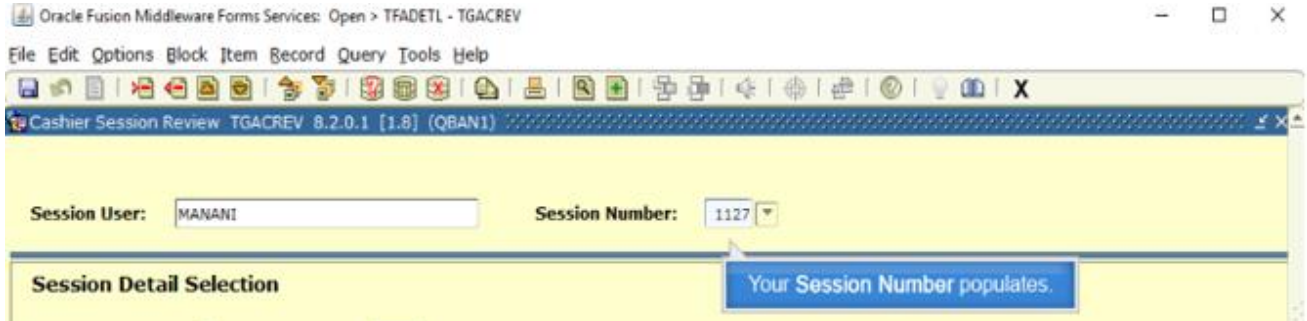 Oracle Fusion Middleware Forms Services: Open > TFADETL - TGACREV
File Edit Options Block Item Record Query Tools Help
Cashier Session Review TGACREV 8.2.0.1 [1.8] (QBAN1)
Session User: MANANI Session Number: 1127
Session Detail Selection
Your Session Number populates.